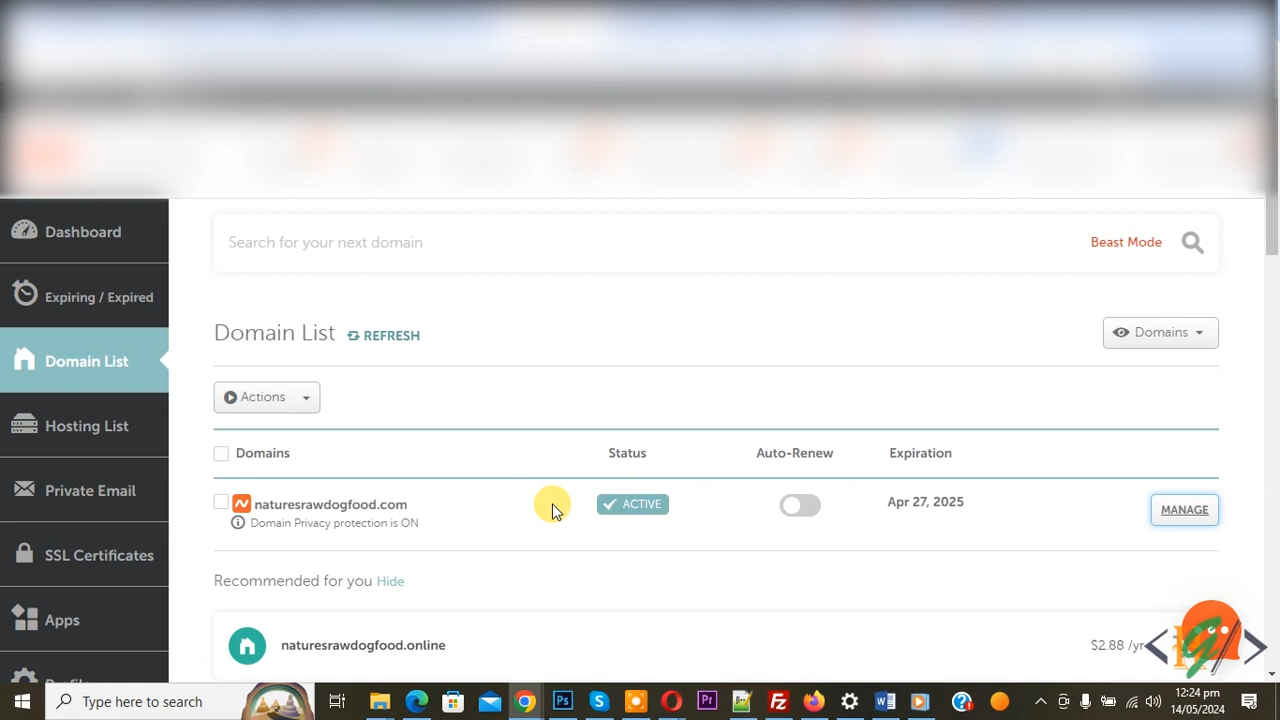 Dashboard
Search for your next domain
Beast Mode
Expiring / Expired
Domain List
REFRESH
Domains
Domain List
Actions
Hosting List
Domains
Status
Auto-Renew
Expiration
Private Email
naturesrawdogfood.com
ACTIVE
Apr 27, 2025
MANAGE
Domain Privacy protection is ON
SSL Certificates
Recommended for you Hide
Apps
naturesrawdogfood.online
$2.88 /yr
Type here to search
12:24 pm
14/05/2024